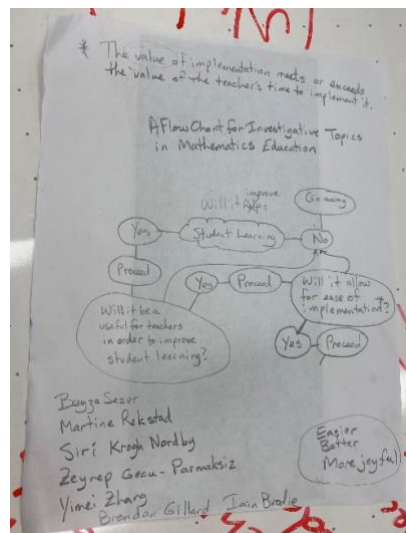 * The value of implementation meets or exceeds
the value of the teacher's time to implement it.
A Flow Chart for Investigative Topics
in Mathematics Education
improve
Will it help:
Go away
Yes
Student Learning
No
Proceed
Yes
Proceed
Will it allow
for ease of *
implementation?
Will it be a
useful for teachers
in order to improve
student learning?
Yes
Proceed
Martine Rekstad
Siri Krogh Nordby
Zeynep Gecu-Parmaksiz
Yimei Zhang
Brendan Gillard Iain Brodie
Easier
Better
More joyful